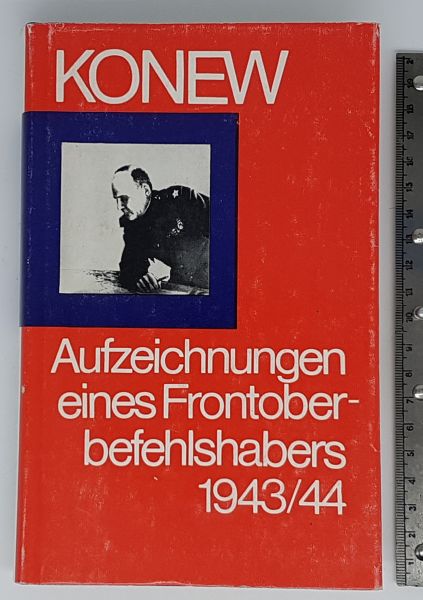 KONEW
Aufzeichnungen
eines Frontober-
befehlshabers
1943/44